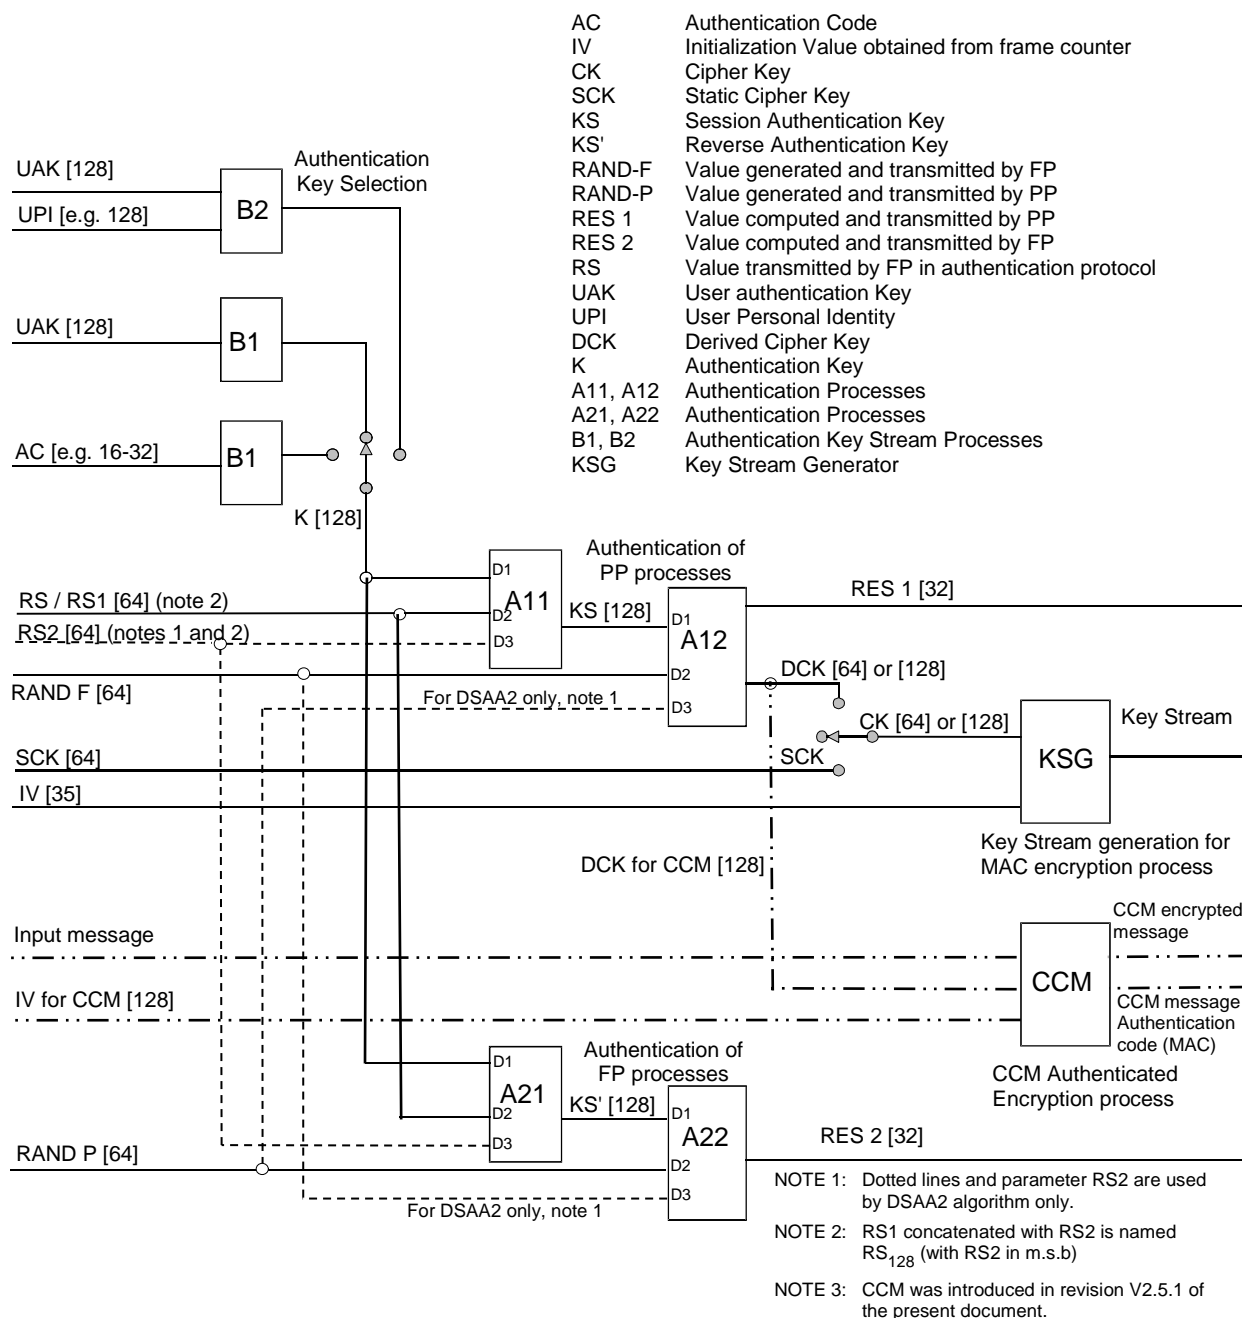 AC Authentication Code
IV Initialization Value obtained from frame counter
CK Cipher Key
SCK Static Cipher Key
KS Session Authentication Key
KS' Reverse Authentication Key
RAND-F Value generated and transmitted by FP
RAND-P Value generated and transmitted by PP
RES 1 Value computed and transmitted by PP
RES 2 Value computed and transmitted by FP
RS Value transmitted by FP in authentication protocol
UAK User authentication Key
UPI User Personal Identity
DCK Derived Cipher Key
K Authentication Key
A11, A12 Authentication Processes
A21, A22 Authentication Processes
B1, B2 Authentication Key Stream Processes
KSG Key Stream Generator
Authentication
Key Selection
UAK [128]
UPI [e.g. 128]
B2
UAK [128]
B1
AC [e.g. 16-32]
B1
K [128]
Authentication of
PP processes
RS / RS1 [64] (note 2)
RS2 [64] (notes 1 and 2)
RAND F [64]
D1
D2
D3
A11
KS [128]
D1
D2
D3
A12
For DSAA2 only, note 1
RES 1 [32]
DCK [64] or [128]
CK [64] or [128]
SCK [64]
SCK
IV [35]
KSG
Key Stream
Key Stream generation for
MAC encryption process
DCK for CCM [128]
Input message
IV for CCM [128]
CCM
CCM encrypted
message
CCM message
Authentication
code (MAC)
CCM Authenticated
Encryption process
Authentication of
FP processes
D1
D2
D3
A21
KS' [128]
D1
D2
D3
A22
RAND P [64]
For DSAA2 only, note 1
RES 2 [32]
NOTE 1: Dotted lines and parameter RS2 are used
by DSAA2 algorithm only.
NOTE 2: RS1 concatenated with RS2 is named
RS128 (with RS2 in m.s.b)
NOTE 3: CCM was introduced in revision V2.5.1 of
the present document.